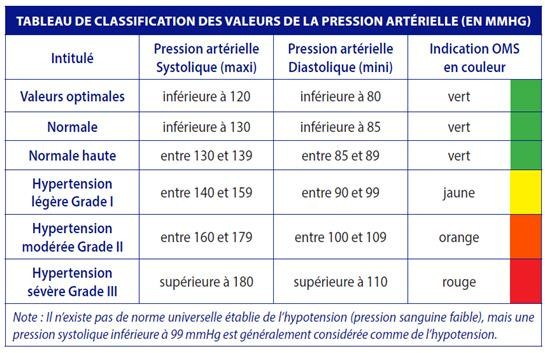 TABLEAU DE CLASSIFICATION DES VALEURS DE LA PRESSION ARTÉRIELLE (EN MMHG)
Intitulé
Pression artérielle
Systolique (maxi)
Pression artérielle
Diastolique (mini)
Indication OMS
en couleur
Valeurs optimales inférieure à 120 inférieure à 80 vert
Normale inférieure à 130 inférieure à 85 vert
Normale haute entre 130 et 139 entre 85 et 89 vert
Hypertension
légère Grade I
entre 140 et 159 entre 90 et 99 jaune
Hypertension
modérée Grade II
entre 160 et 179 entre 100 et 109 orange
Hypertension
sévère Grade III
supérieure à 180 supérieure à 110 rouge
Note : Il n'existe pas de norme universelle établie de l'hypotention (pression sanguine faible), mais une
pression systolique inférieure à 99 mmHg est généralement considérée comme de l'hypotension.